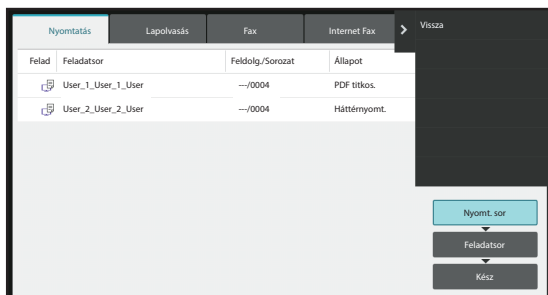 Nyomtatás Lapolvasás Fax Internet Fax Vissza
Felad Feladatsor Feldolg./Sorozat Állapot
User_1_User_1_User ---/0004 PDF titkos.
User_2_User_2_User ---/0004 Háttérnyomt.
Nyomt. sor
Feladatsor
Kész